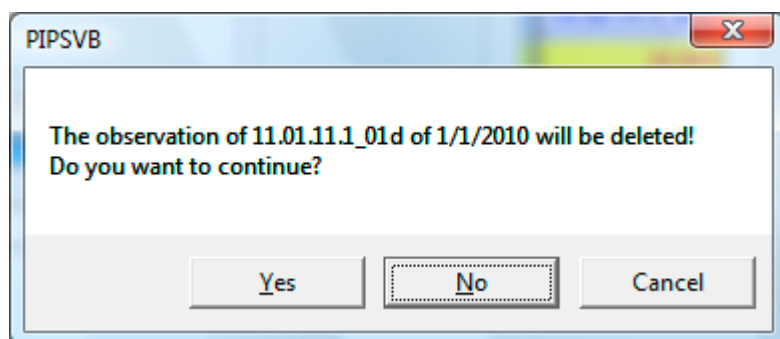 PIPSVB
The observation of 11.01.11.1_01d of 1/1/2010 will be deleted!
Do you want to continue?
Yes
No
Cancel